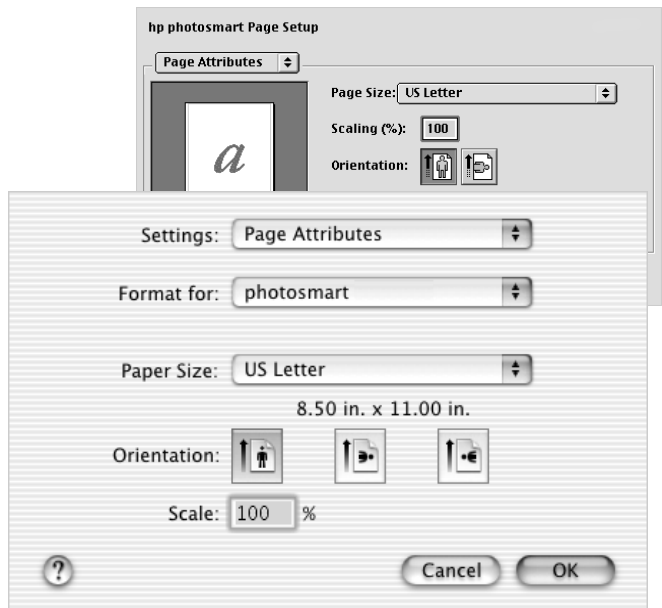 hp photosmart Page Setup
Page Attributes
Page Size: US Letter
Scaling (%): 100
a
Orientation:
Settings: Page Attributes
Format for: photosmart
Paper Size: US Letter
8.50 in. x 11.00 in.
Orientation:
Scale: 100 %
? Cancel OK